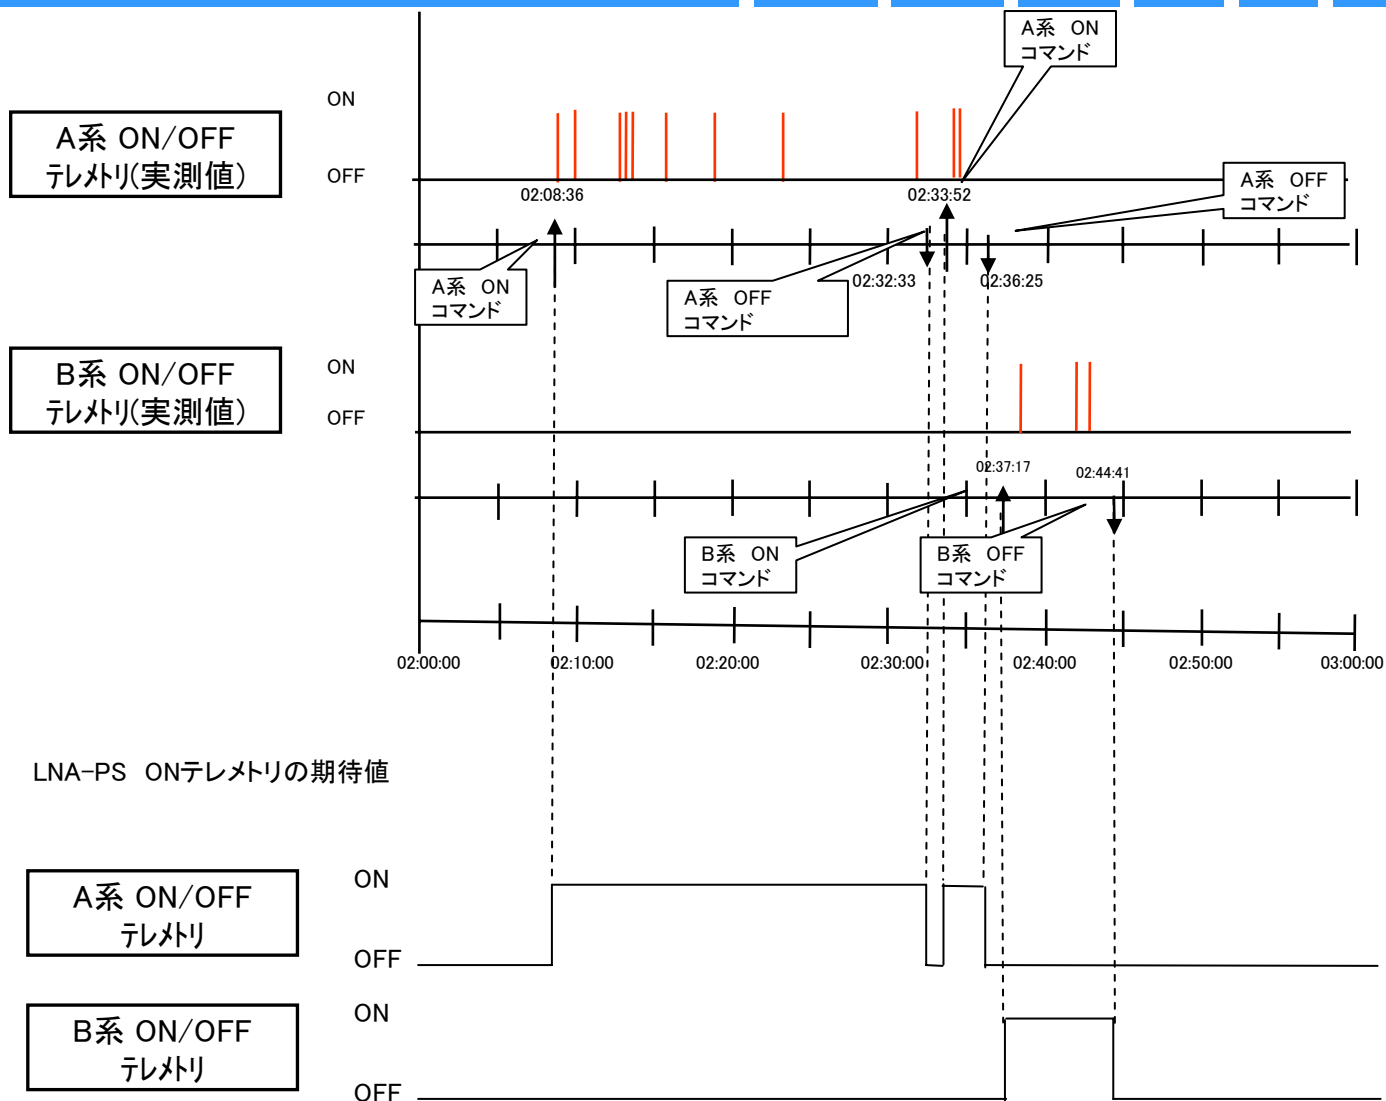 A系 ON
コマンド
ON
A系 ON/OFF
テレメトリ(実測値)
OFF
02:08:36
02:33:52
A系 OFF
コマンド
A系 ON
コマンド
A系 OFF
コマンド
02:32:33
02:36:25
ON
B系 ON/OFF
テレメトリ(実測値)
OFF
02:37:17
02:44:41
B系 ON
コマンド
B系 OFF
コマンド
02:00:00
02:10:00
02:20:00
02:30:00
02:40:00
02:50:00
03:00:00
LNA-PS ONテレメトリの期待値
ON
A系 ON/OFF
テレメトリ
OFF
ON
B系 ON/OFF
テレメトリ
OFF